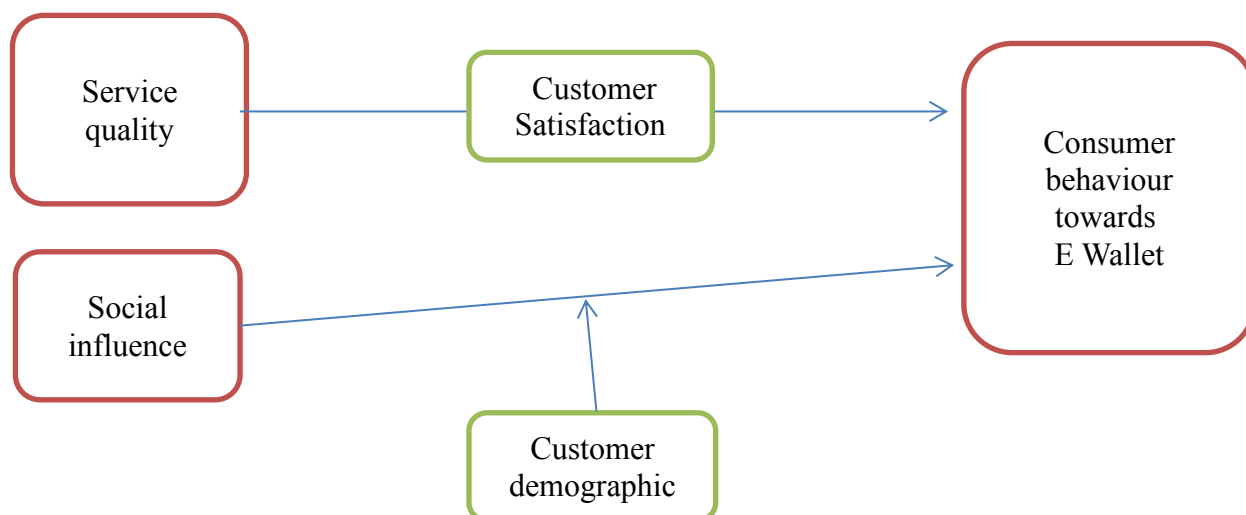 Service
quality
Customer
Satisfaction
Consumer
behaviour
towards
E Wallet
Social
influence
Customer
demographic